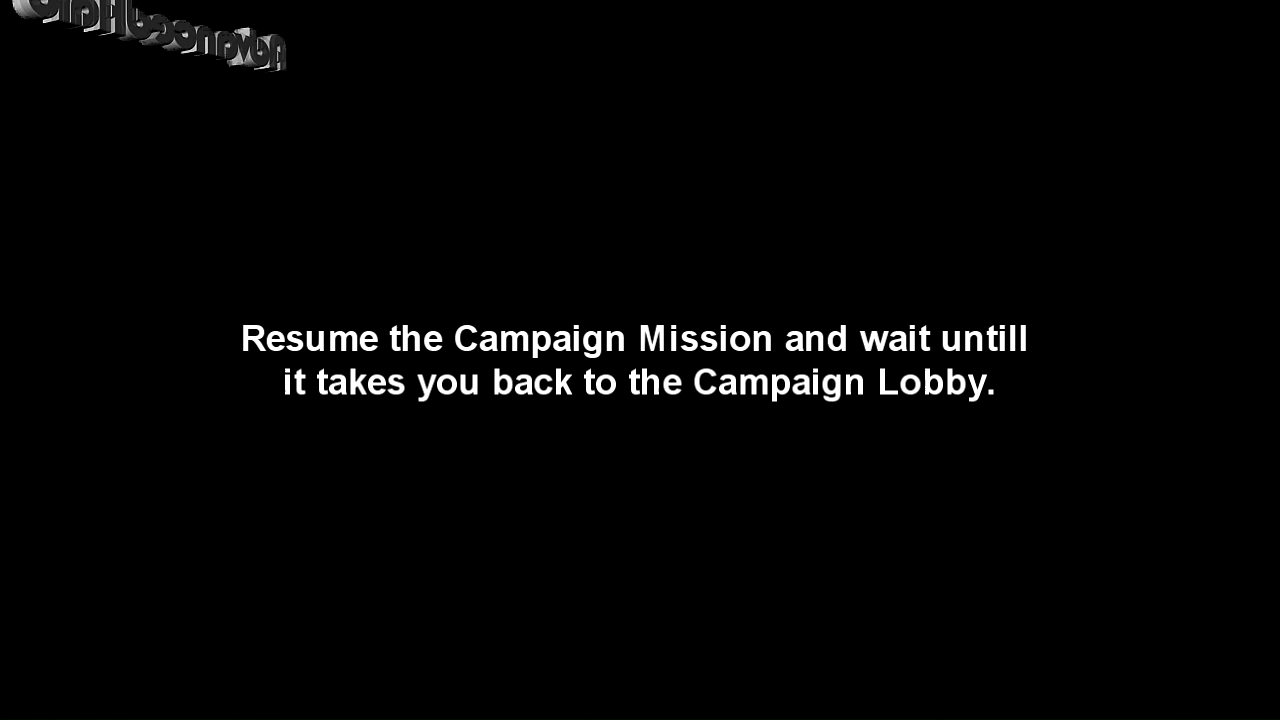 Resume the Campaign Mission and wait untill
it takes you back to the Campaign Lobby.